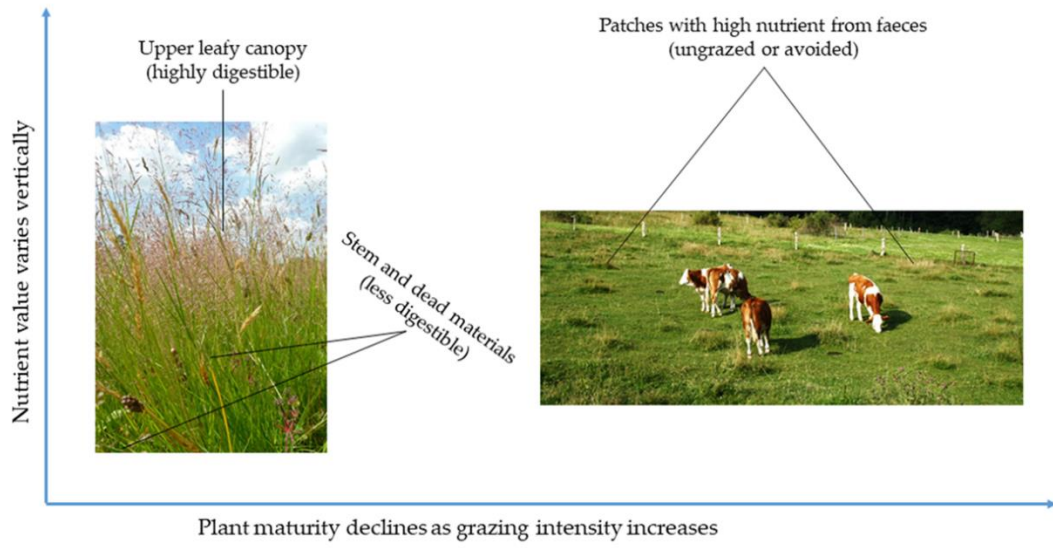 Upper leafy canopy
(highly digestible)
Patches with high nutrient from faeces
(ungrazed or avoided)
Nutrient value varies vertically
Stem and dead materials
(less digestible)
Plant maturity declines as grazing intensity increases